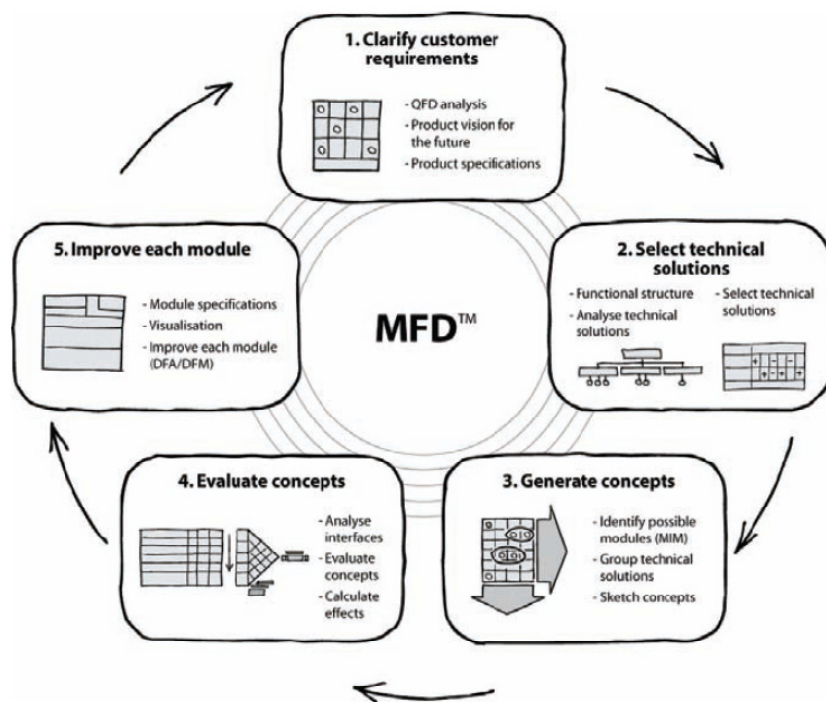 1. Clarify customer
requirements
- QFD analysis
- Product vision for
the future
- Product specifications
2. Select technical
solutions
- Functional structure
- Analyse technical
solutions
- Select technical
solutions
3. Generate concepts
- Identify possible
modules (MIM)
- Group technical
solutions
- Sketch concepts
4. Evaluate concepts
- Analyse
interfaces
- Evaluate
concepts
- Calculate
effects
5. Improve each module
- Module specifications
- Visualisation
- Improve each module
(DFA/DFM)
MFD™